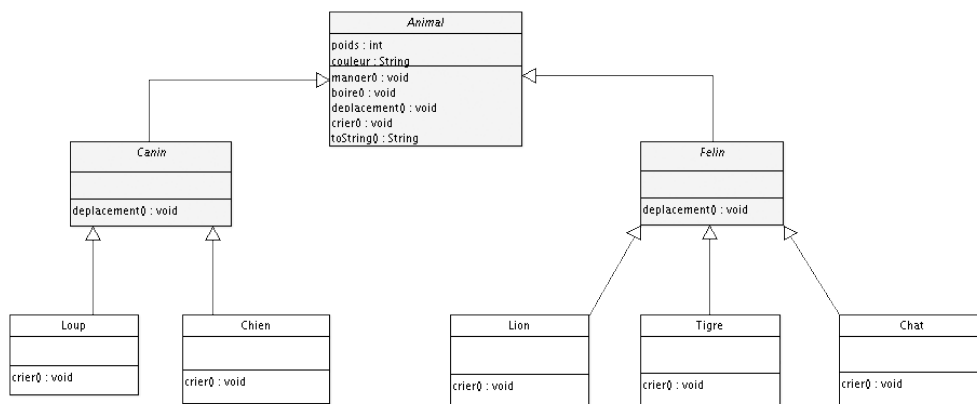 Animal
poids : int
couleur : String
manger() : void
boire() : void
deplacement() : void
crier() : void
toString() : String
Canin
deplacement() : void
Felin
deplacement() : void
Loup
crier() : void
Chien
crier() : void
Lion
crier() : void
Tigre
crier() : void
Chat
crier() : void